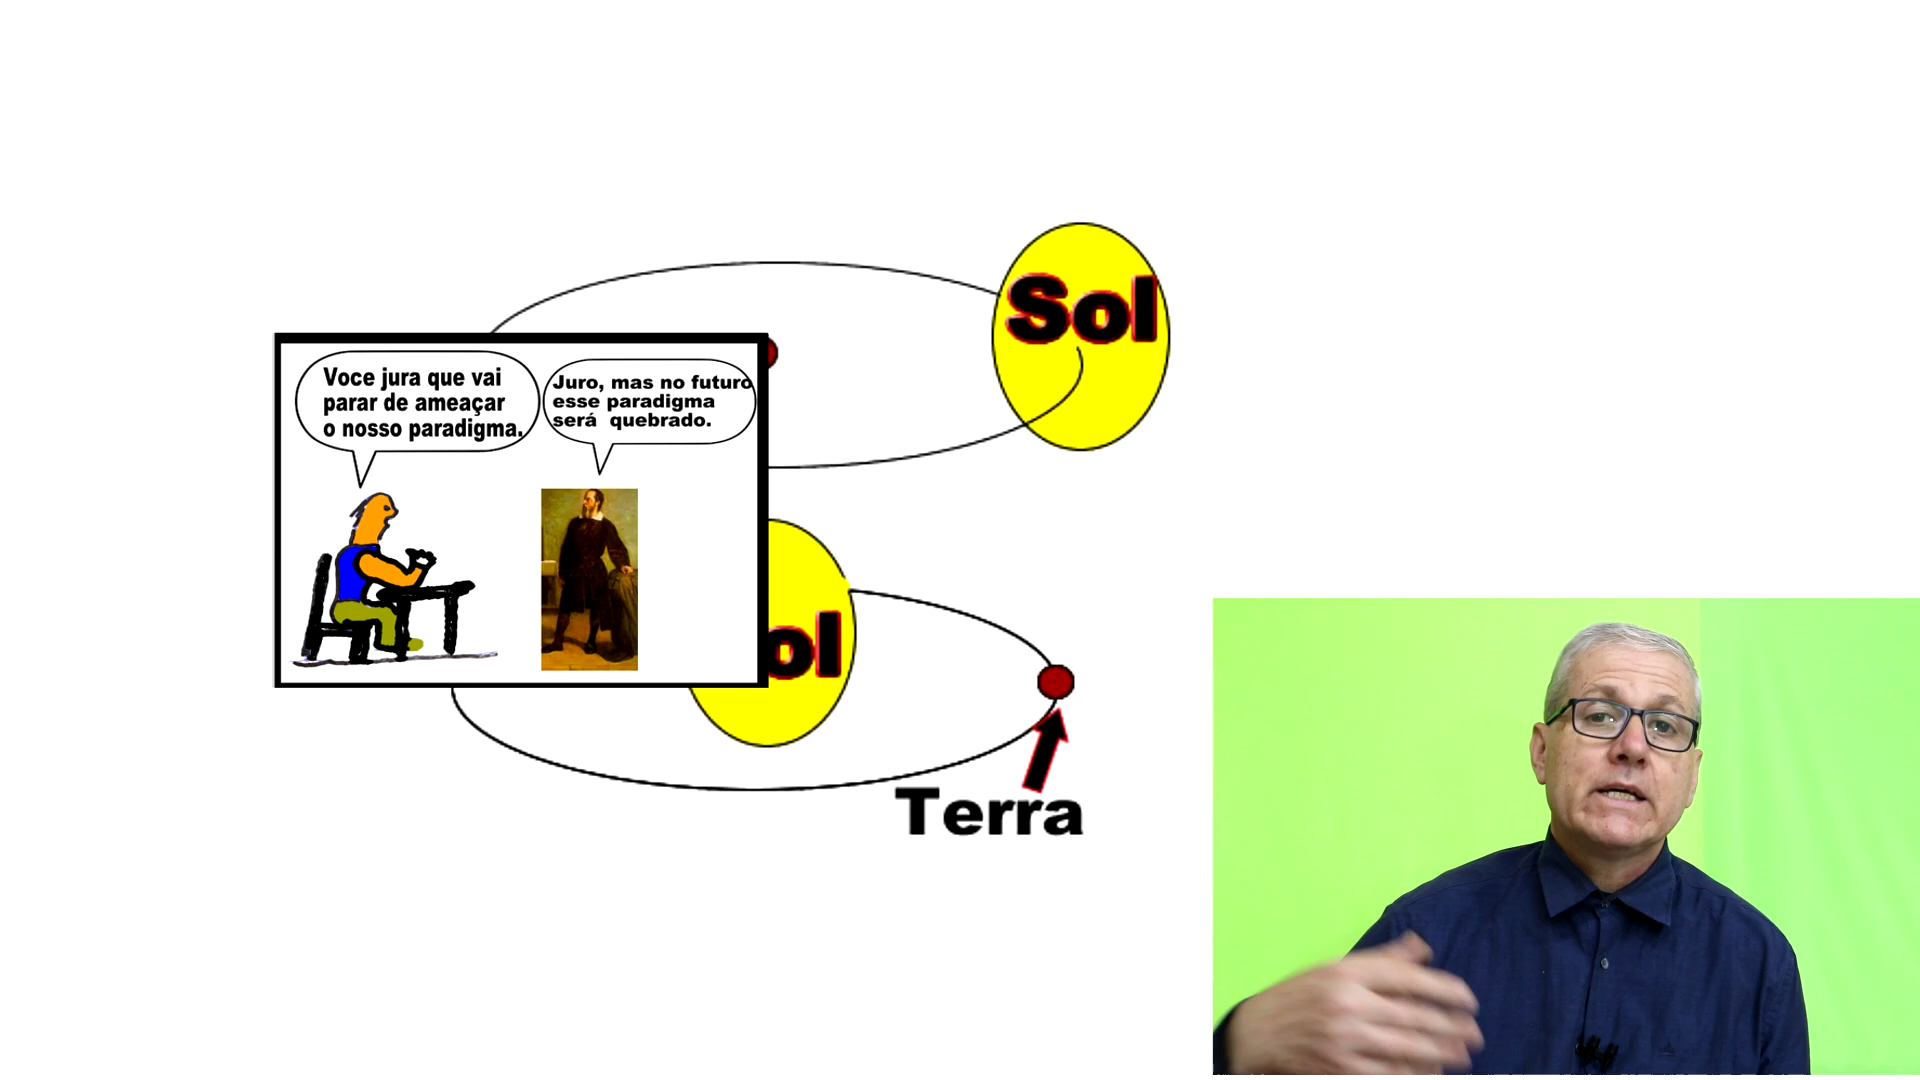 Sol
Voce jura que vai
parar de ameaçar
o nosso paradigma.
Juro, mas no futuro
esse paradigma
será quebrado.
ol
Terra